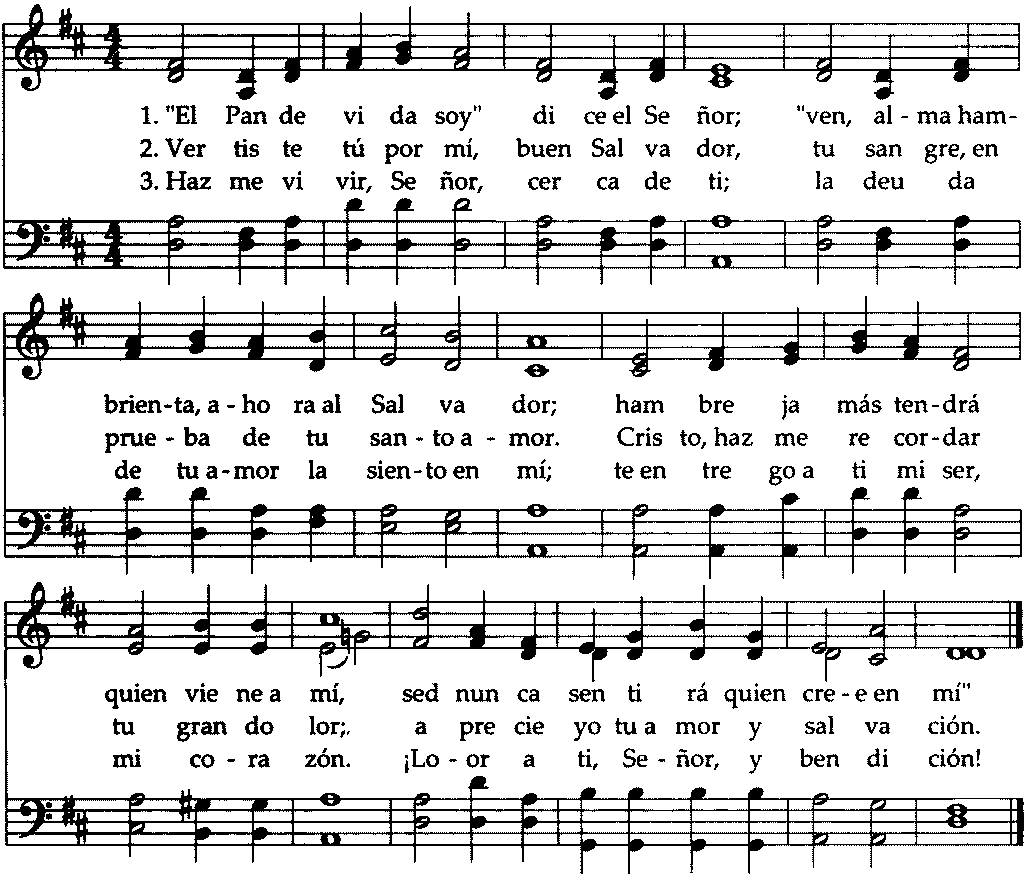 1. "El Pan de vi da soy" di ce el Se ñor; "ven, al - ma ham-
2. Ver tis te tú por mí, buen Sal va dor, tu san gre, en
3. Haz me vi vir, Se ñor, cer ca de ti; la deu da
brien-ta, a - ho ra al Sal va dor; ham bre ja más ten-drá
prue - ba de tu san - to a - mor. Cris to, haz me re cor-dar
de tu a-mor la sien-to en mí; te en tre go a ti mi ser,
quien vie ne a mí, sed nun ca sen ti rá quien cre - e en mí"
tu gran do lor;. a pre cie yo tu a mor y sal va ción.
mi co - ra zón. ¡Lo - or a ti, Se - ñor, y ben di ción!